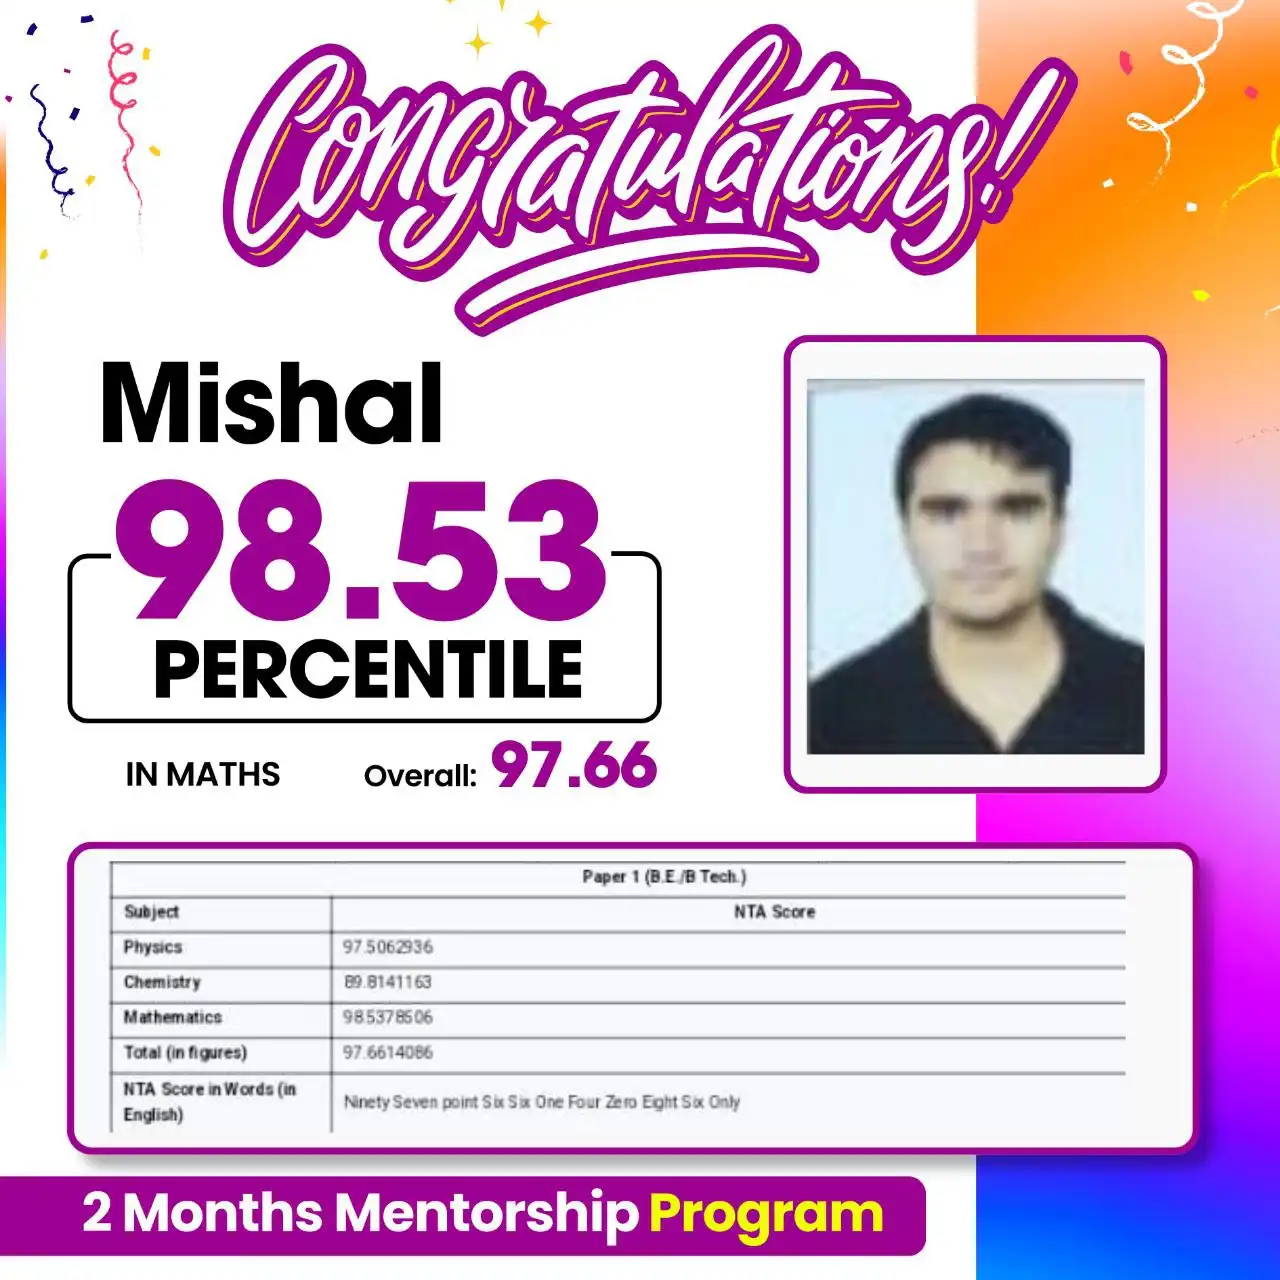 Congratulations!
Mishal
98.53
PERCENTILE
IN MATHS Overall: 97.66
Paper 1 (B.E./B Tech.)
Subject NTA Score
Physics 97.5062936
Chemistry 89.8141163
Mathematics 98.5378506
Total (in figures) 97.6614086
NTA Score in Words (in
English) Ninety Seven point Six Six One Four Zero Eight Six Only
2 Months Mentorship Program